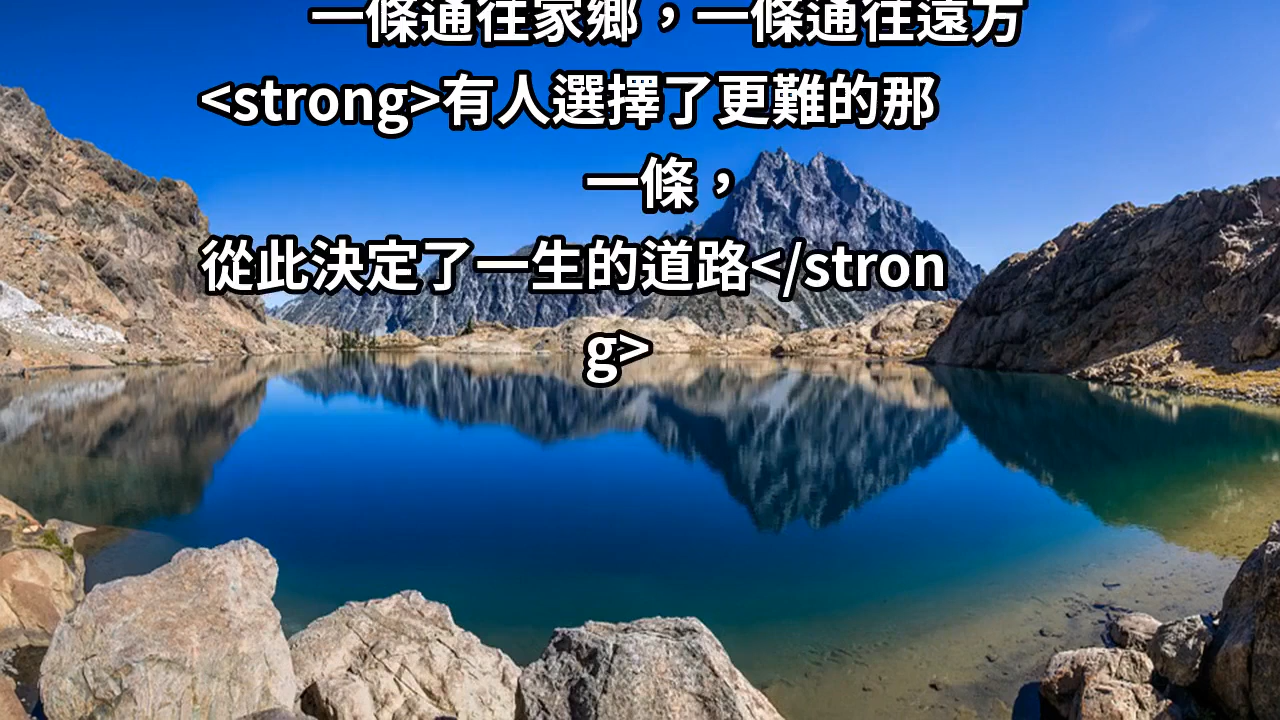 一條通往家鄉，一條通往遠方
<strong>有人選擇了更難的那
一條，
從此決定了一生的道路</stron
g>